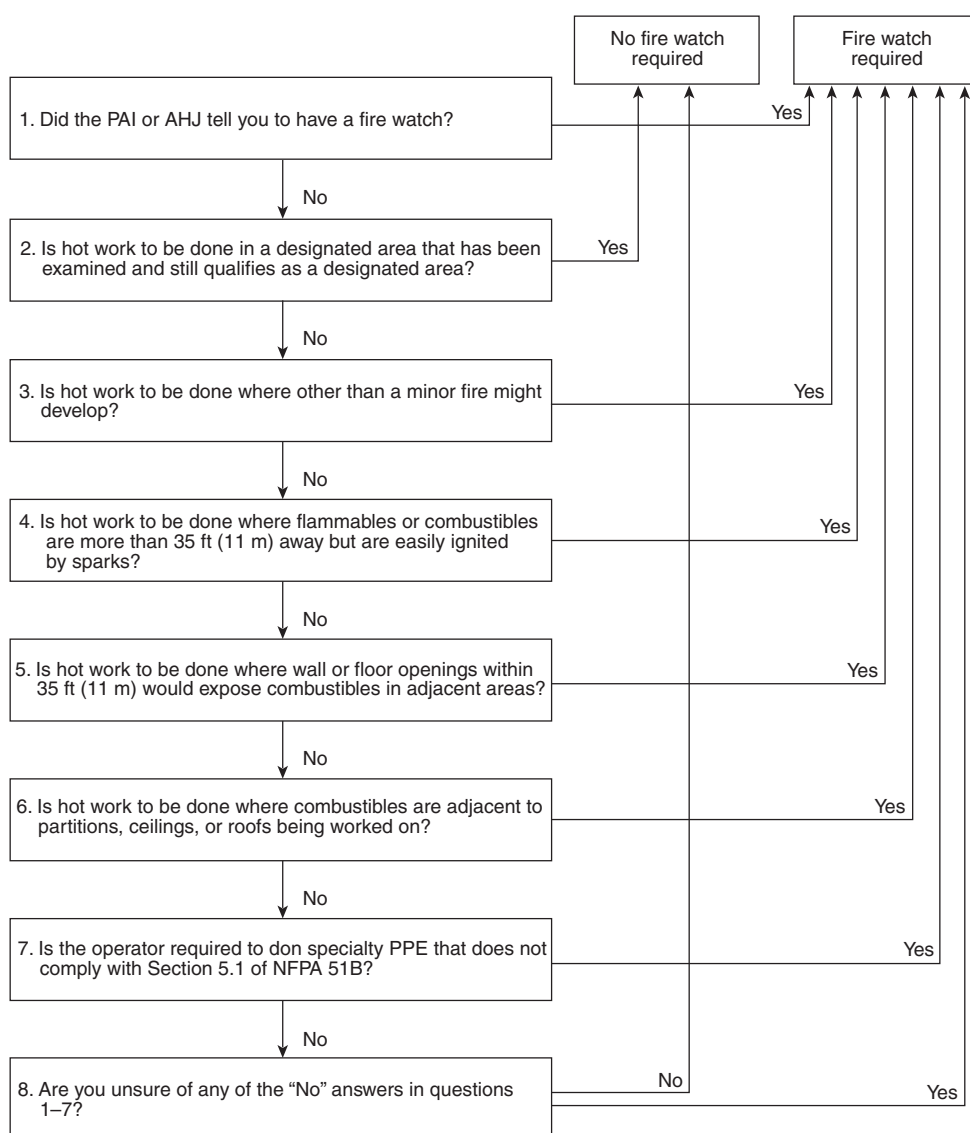 No fire watch
required
Fire watch
required
1. Did the PAI or AHJ tell you to have a fire watch?
Yes
No
2. Is hot work to be done in a designated area that has been
examined and still qualifies as a designated area?
Yes
No
3. Is hot work to be done where other than a minor fire might
develop?
Yes
No
4. Is hot work to be done where flammables or combustibles
are more than 35 ft (11 m) away but are easily ignited
by sparks?
Yes
No
5. Is hot work to be done where wall or floor openings within
35 ft (11 m) would expose combustibles in adjacent areas?
Yes
No
6. Is hot work to be done where combustibles are adjacent to
partitions, ceilings, or roofs being worked on?
Yes
No
7. Is the operator required to don specialty PPE that does not
comply with Section 5.1 of NFPA 51B?
Yes
No
8. Are you unsure of any of the “No” answers in questions
1–7?
No
Yes